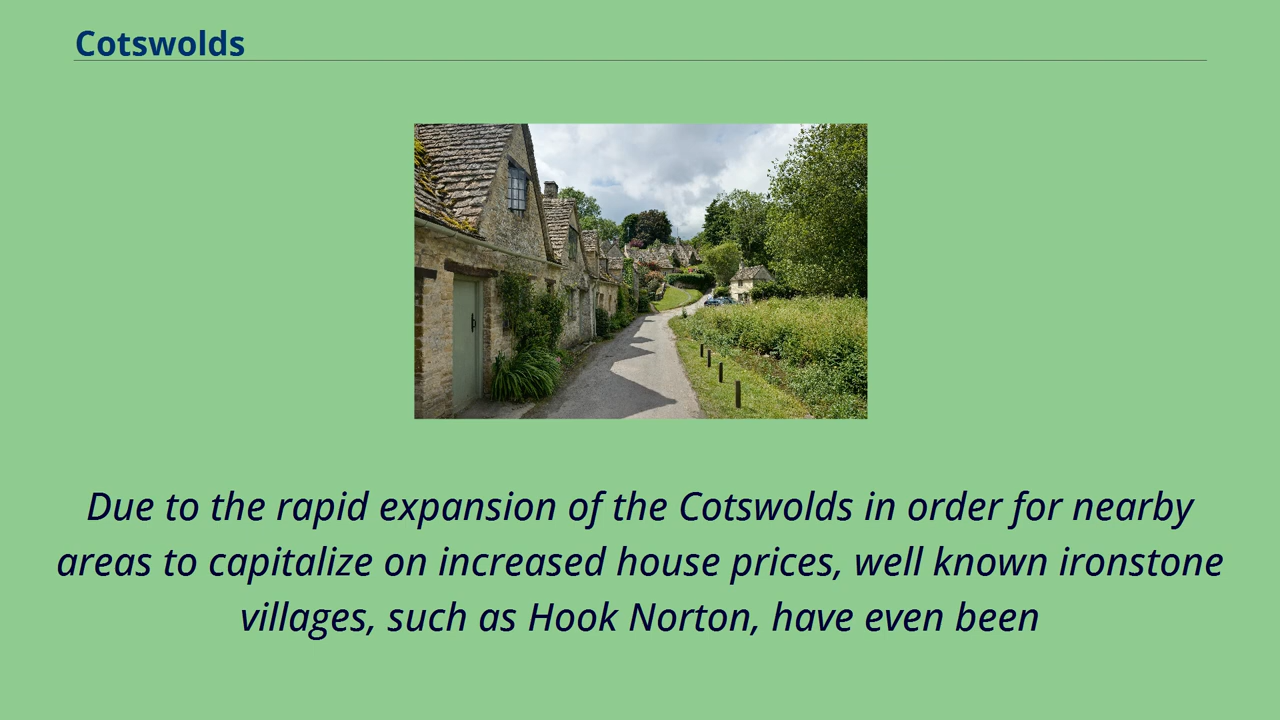 Cotswolds
Due to the rapid expansion of the Cotswolds in order for nearby
areas to capitalize on increased house prices, well known ironstone
villages, such as Hook Norton, have even been